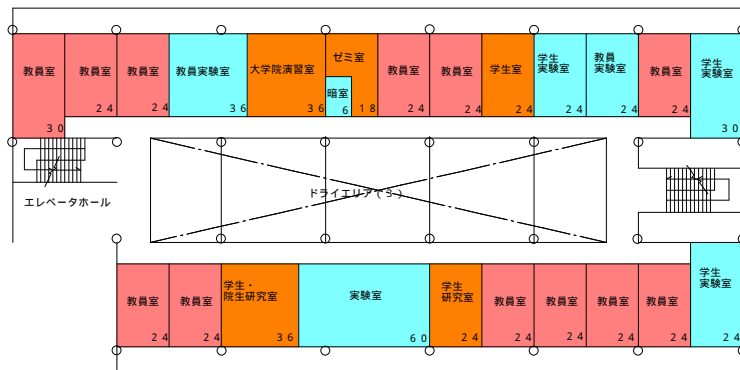 教員室
30
教員室
24
教員室
24
教員実験室
36
大学院演習室
36
ゼミ室
18
暗室
6
教員室
24
教員室
24
学生室
24
学生
実験室
24
教員
実験室
24
教員室
24
学生
実験室
30
エレベータホール
ドライエリア(S)
教員室
24
教員室
24
学生・
院生研究室
36
実験室
60
学生
研究室
24
教員室
24
教員室
24
教員室
24
教員室
24
学生
実験室
24